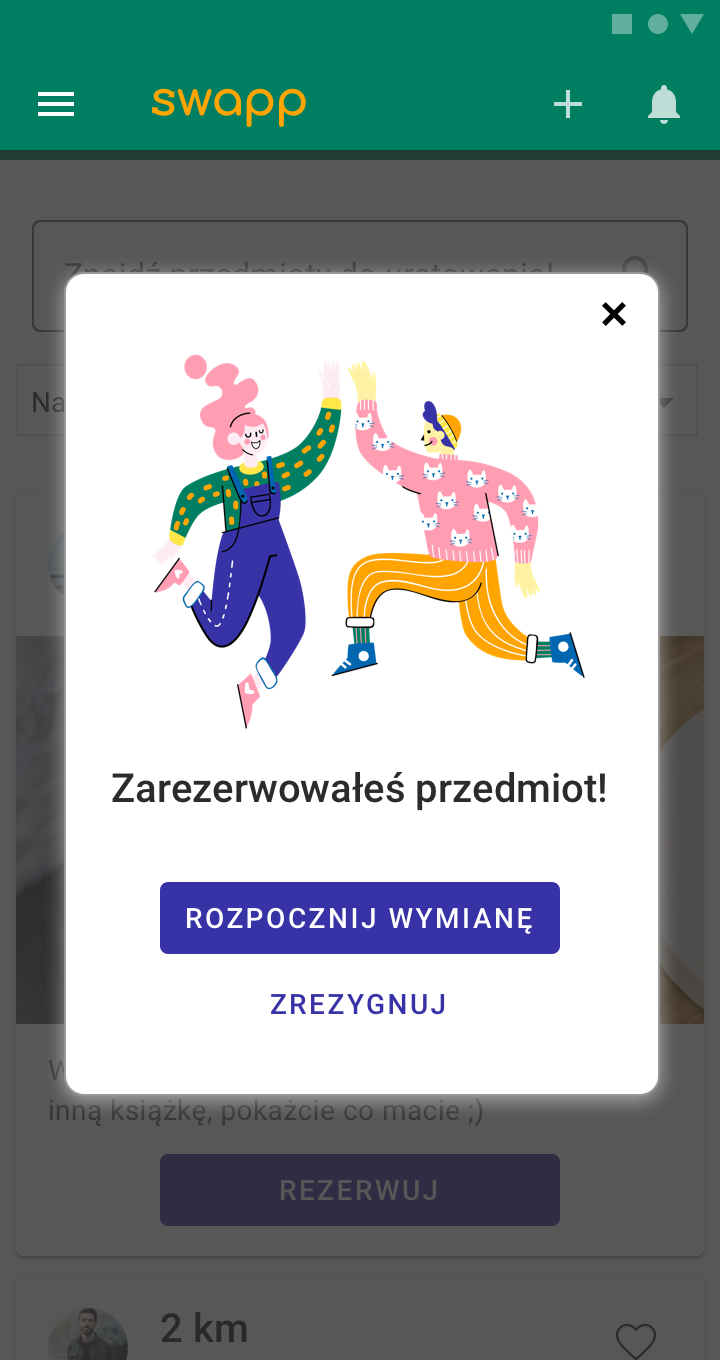 swapp
Znajdź przedmioty do uratowania!
Na
Zarezerwowałeś przedmiot!
ROZPOCZNIJ WYMIANĘ
ZREZYGNUJ
W
inną książkę, pokażcie co macie ;)
REZERWUJ
2 km